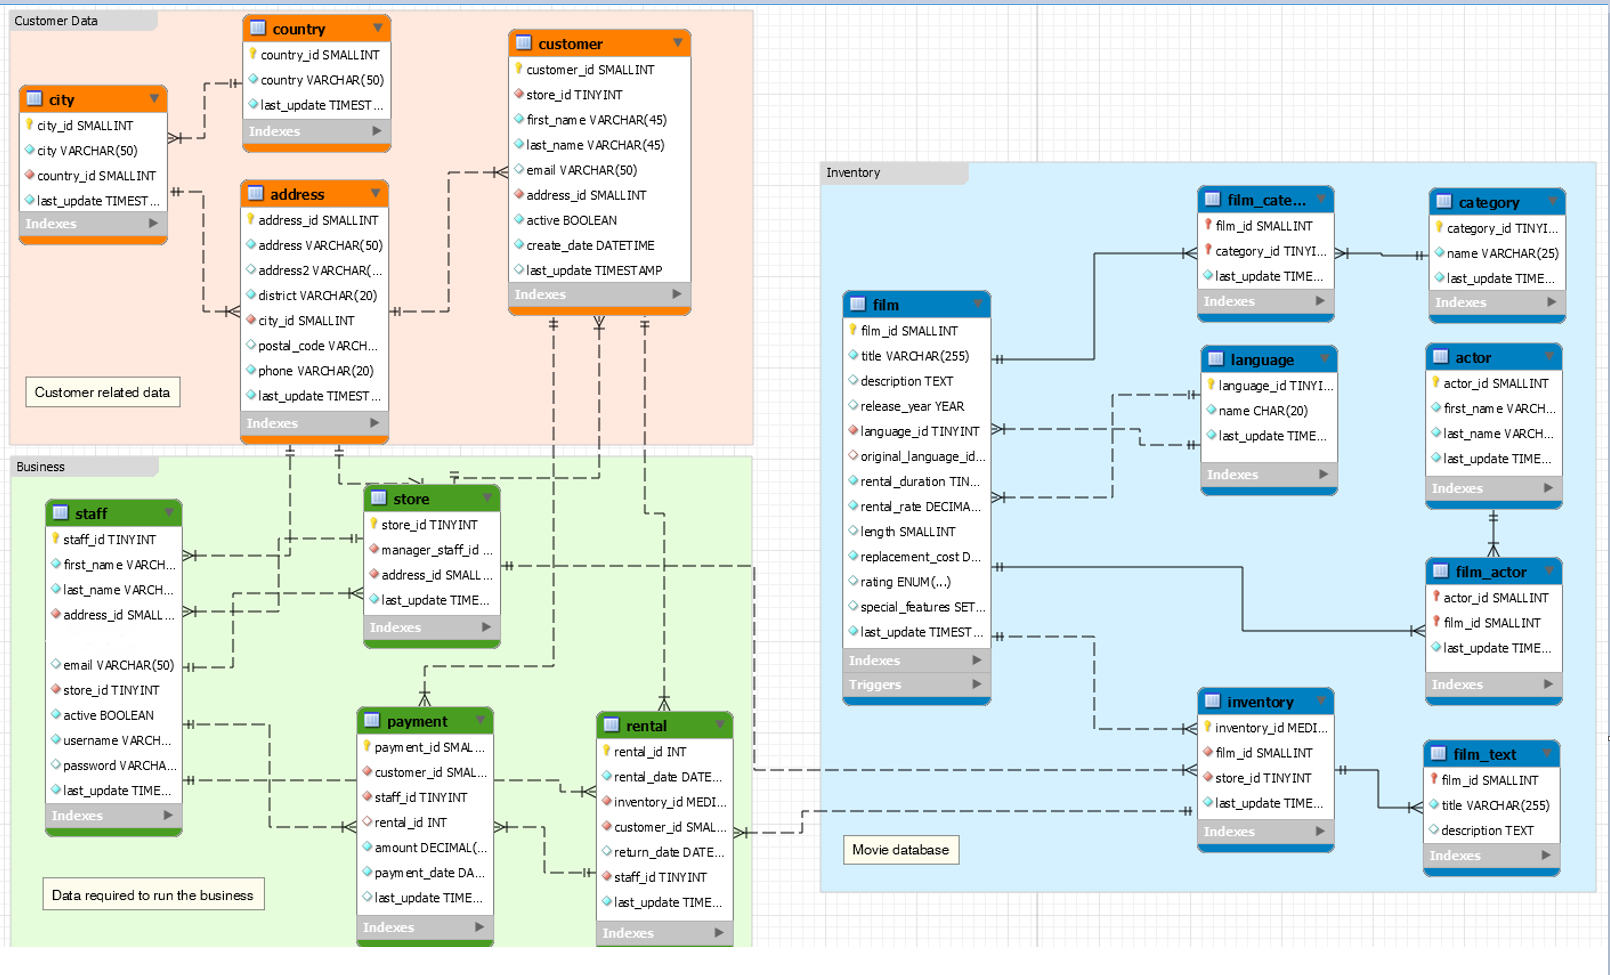 Customer Data
country
country_id SMALLINT
country VARCHAR(50)
last_update TIMEST...
Indexes
city
city_id SMALLINT
city VARCHAR(50)
country_id SMALLINT
last_update TIMEST...
Indexes
address
address_id SMALLINT
address VARCHAR(50)
address2 VARCHAR(...
district VARCHAR(20)
city_id SMALLINT
postal_code VARCH...
phone VARCHAR(20)
last_update TIMEST...
Indexes
customer
customer_id SMALLINT
store_id TINYINT
first_name VARCHAR(45)
last_name VARCHAR(45)
email VARCHAR(50)
address_id SMALLINT
active BOOLEAN
create_date DATETIME
last_update TIMESTAMP
Indexes
Customer related data
Business
staff
staff_id TINYINT
first_name VARCH...
last_name VARCH...
address_id SMALL...
email VARCHAR(50)
store_id TINYINT
active BOOLEAN
username VARCH...
password VARCHA...
last_update TIME...
Indexes
store
store_id TINYINT
manager_staff_id ...
address_id SMALL...
last_update TIME...
Indexes
payment
payment_id SMAL...
customer_id SMAL...
staff_id TINYINT
rental_id INT
amount DECIMAL(...
payment_date DA...
last_update TIME...
Indexes
rental
rental_id INT
rental_date DATE...
inventory_id MEDI...
customer_id SMAL...
return_date DATE...
staff_id TINYINT
last_update TIME...
Indexes
Data required to run the business
Inventory
film
film_id SMALLINT
title VARCHAR(255)
description TEXT
release_year YEAR
language_id TINYINT
original_language_id...
rental_duration TIN...
rental_rate DECIMA...
length SMALLINT
replacement_cost D...
rating ENUM(...)
special_features SET...
last_update TIMEST...
Indexes
Triggers
film_cate...
film_id SMALLINT
category_id TINYI...
last_update TIME...
Indexes
category
category_id TINYI...
name VARCHAR(25)
last_update TIME...
Indexes
language
language_id TINYI...
name CHAR(20)
last_update TIME...
Indexes
actor
actor_id SMALLINT
first_name VARCH...
last_name VARCH...
last_update TIME...
Indexes
film_actor
actor_id SMALLINT
film_id SMALLINT
last_update TIME...
Indexes
inventory
inventory_id MEDI...
film_id SMALLINT
store_id TINYINT
last_update TIME...
Indexes
film_text
film_id SMALLINT
title VARCHAR(255)
description TEXT
Indexes
Movie database